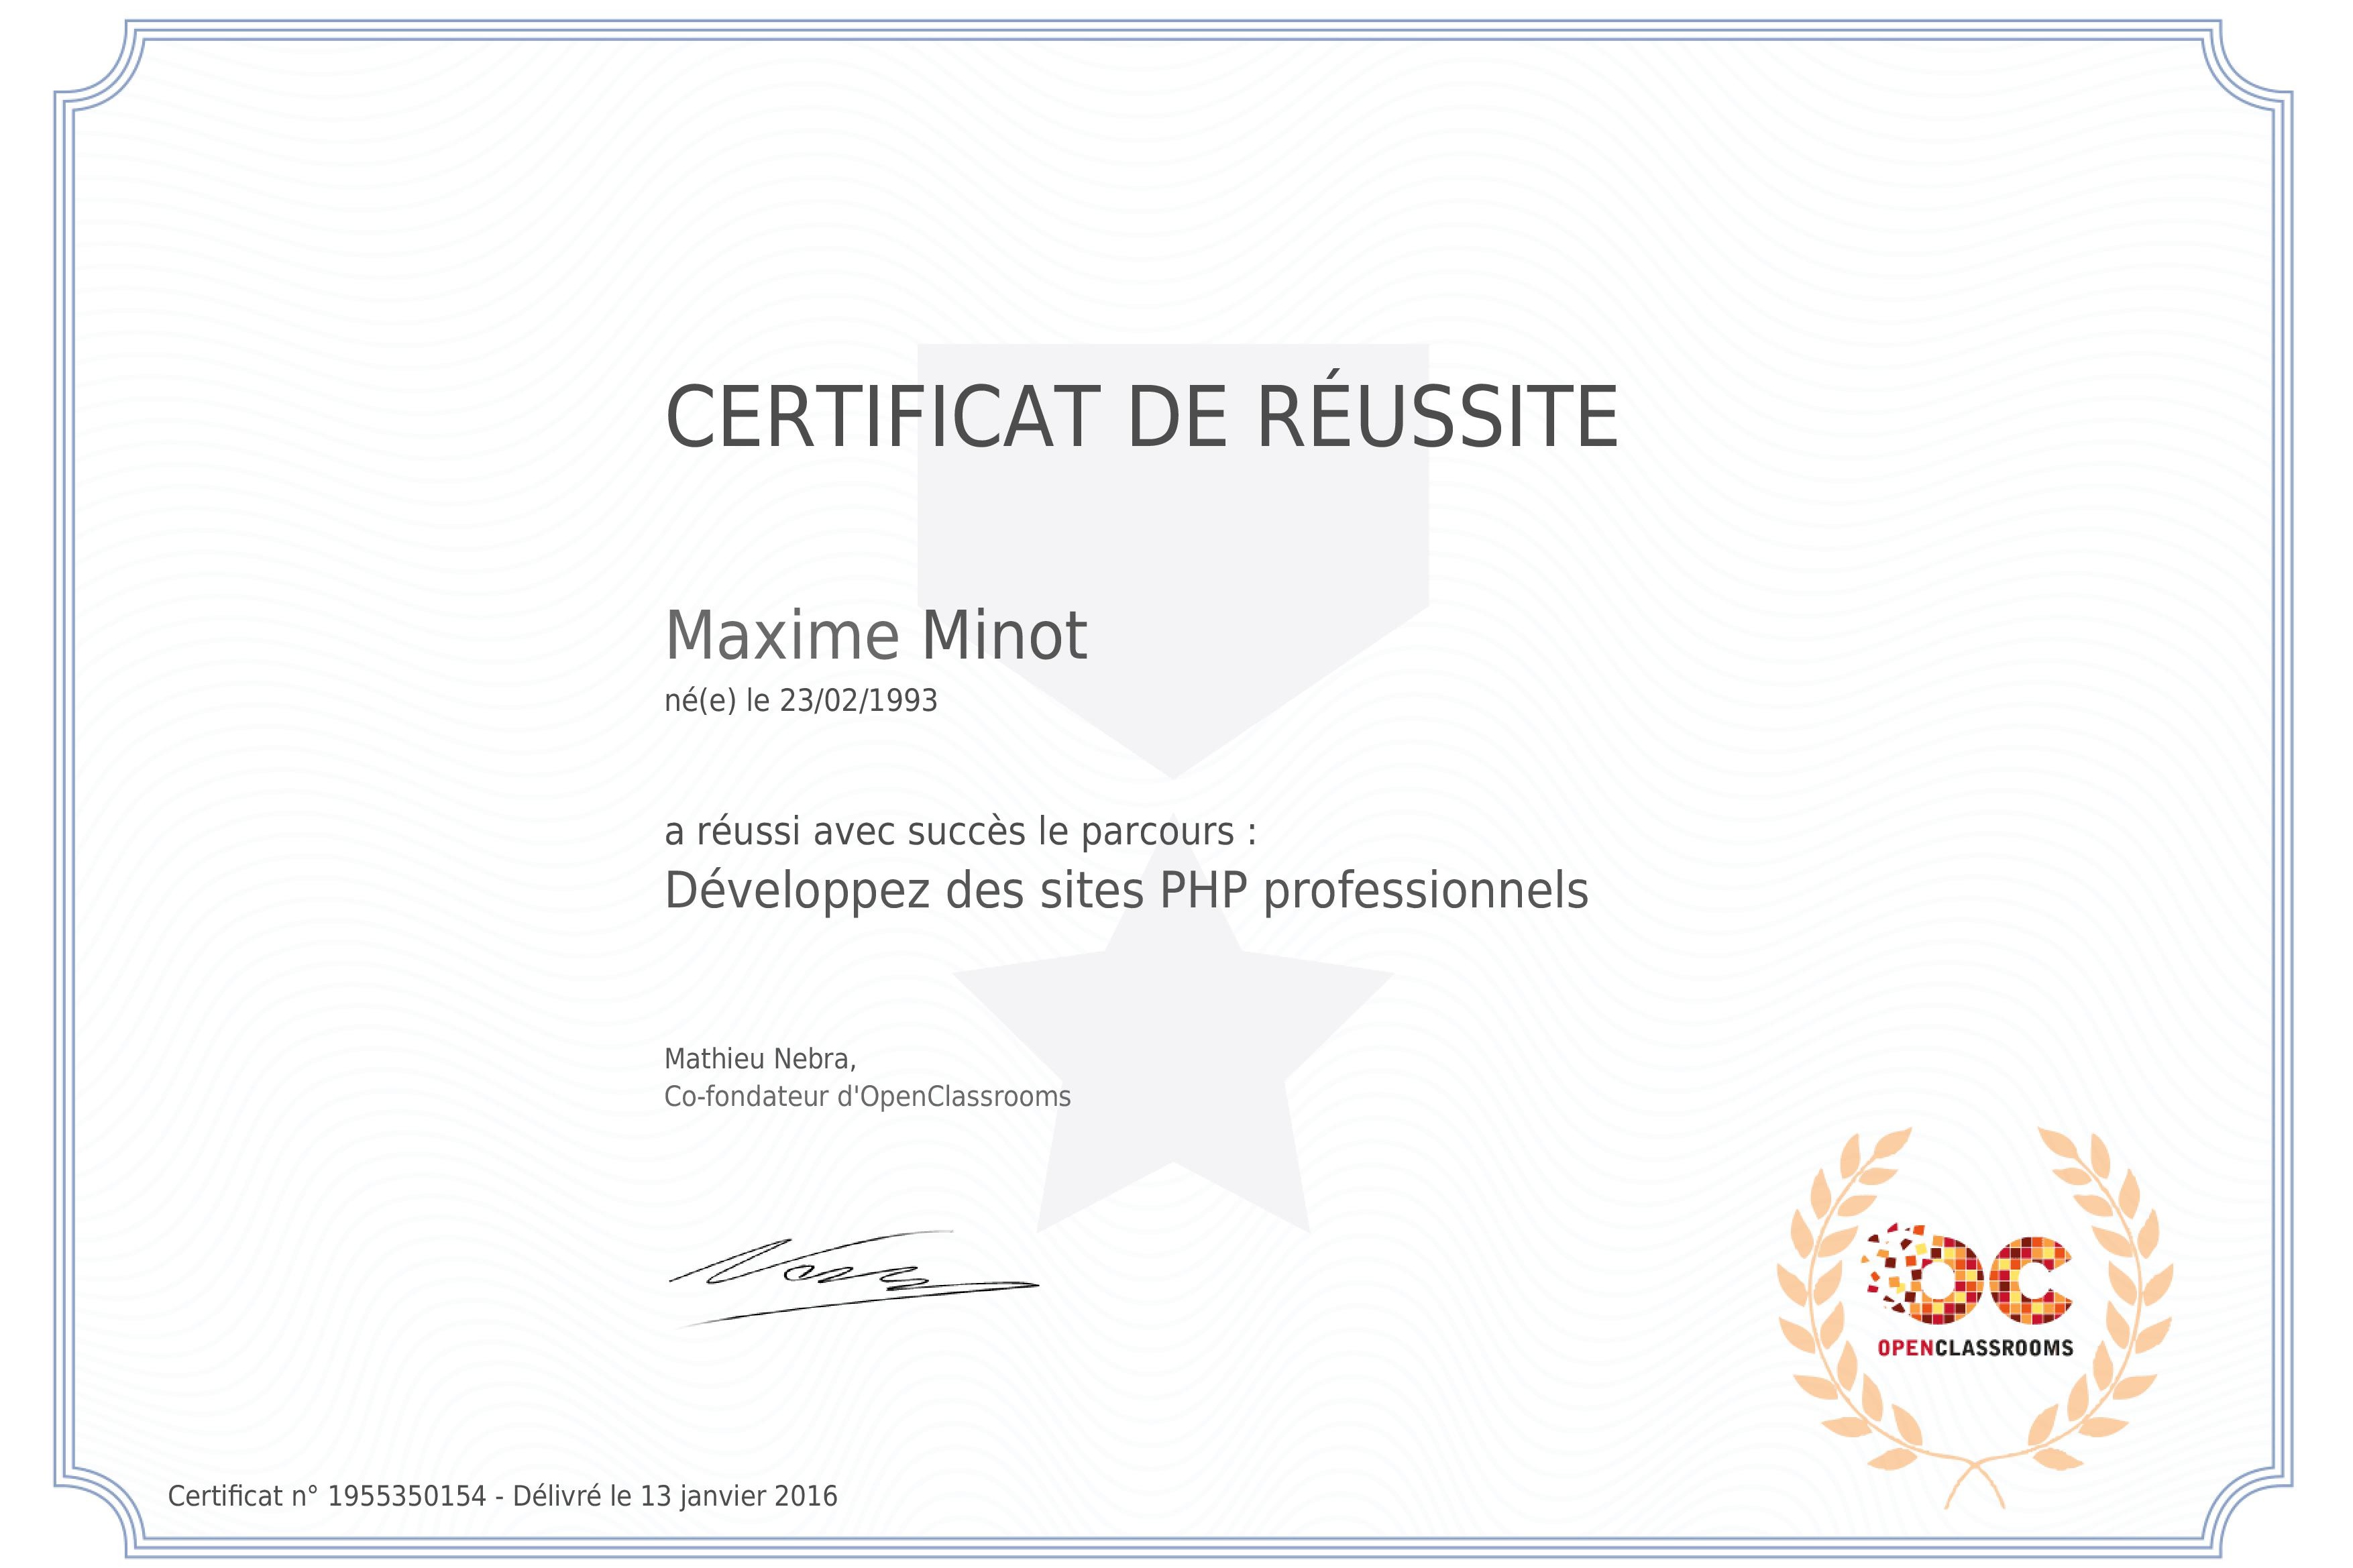 CERTIFICAT DE RÉUSSITE
Maxime Minot
né(e) le 23/02/1993
a réussi avec succès le parcours :
Développez des sites PHP professionnels
Mathieu Nebra,
Co-fondateur d'OpenClassrooms
OC
OPENCLASSROOMS
Certificat n° 1955350154 - Délivré le 13 janvier 2016